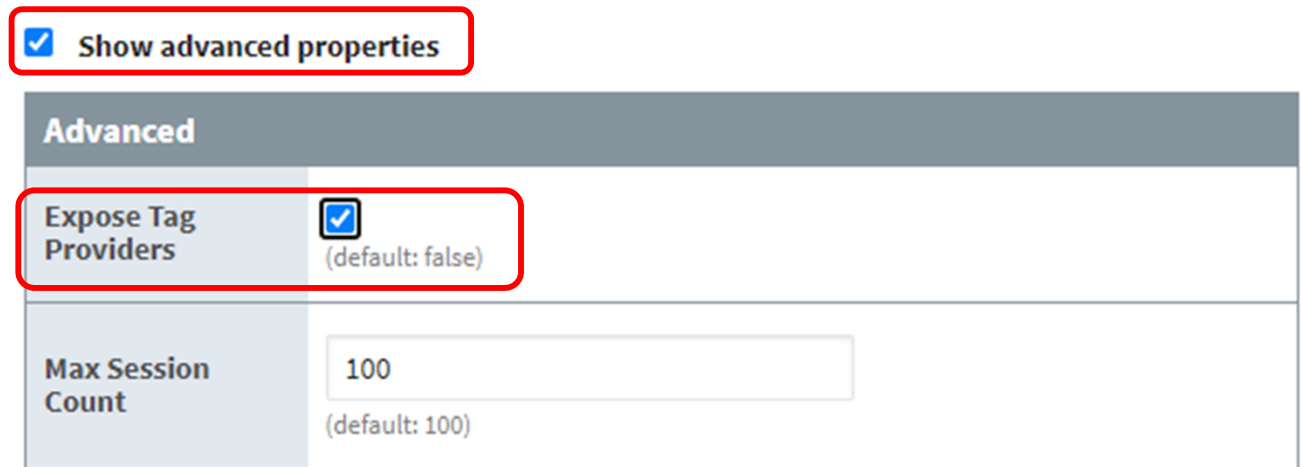 Show advanced properties
Advanced
Expose Tag
Providers
(default: false)
Max Session
Count
100
(default: 100)